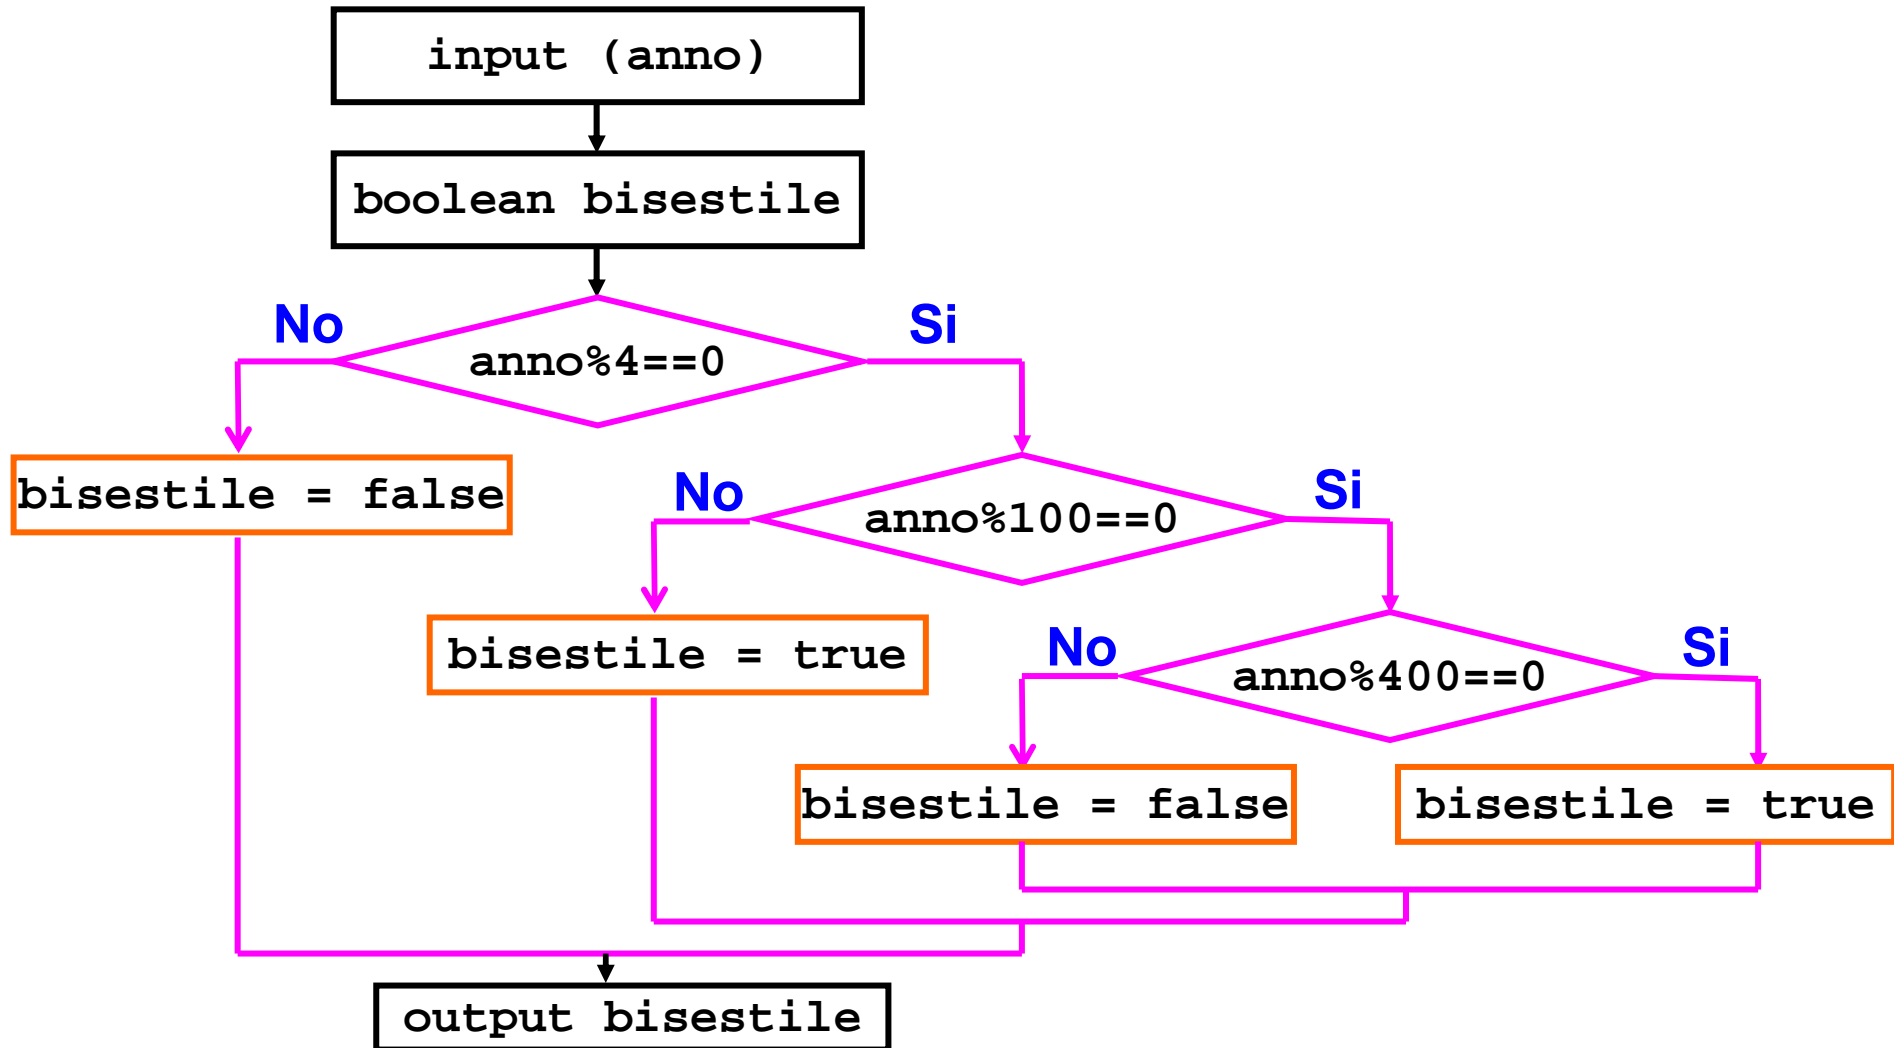 input (anno)
boolean bisestile
No
Si
anno%4==0
bisestile = false
No
Si
anno%100==0
bisestile = true
No
Si
anno%400==0
bisestile = false
bisestile = true
output bisestile